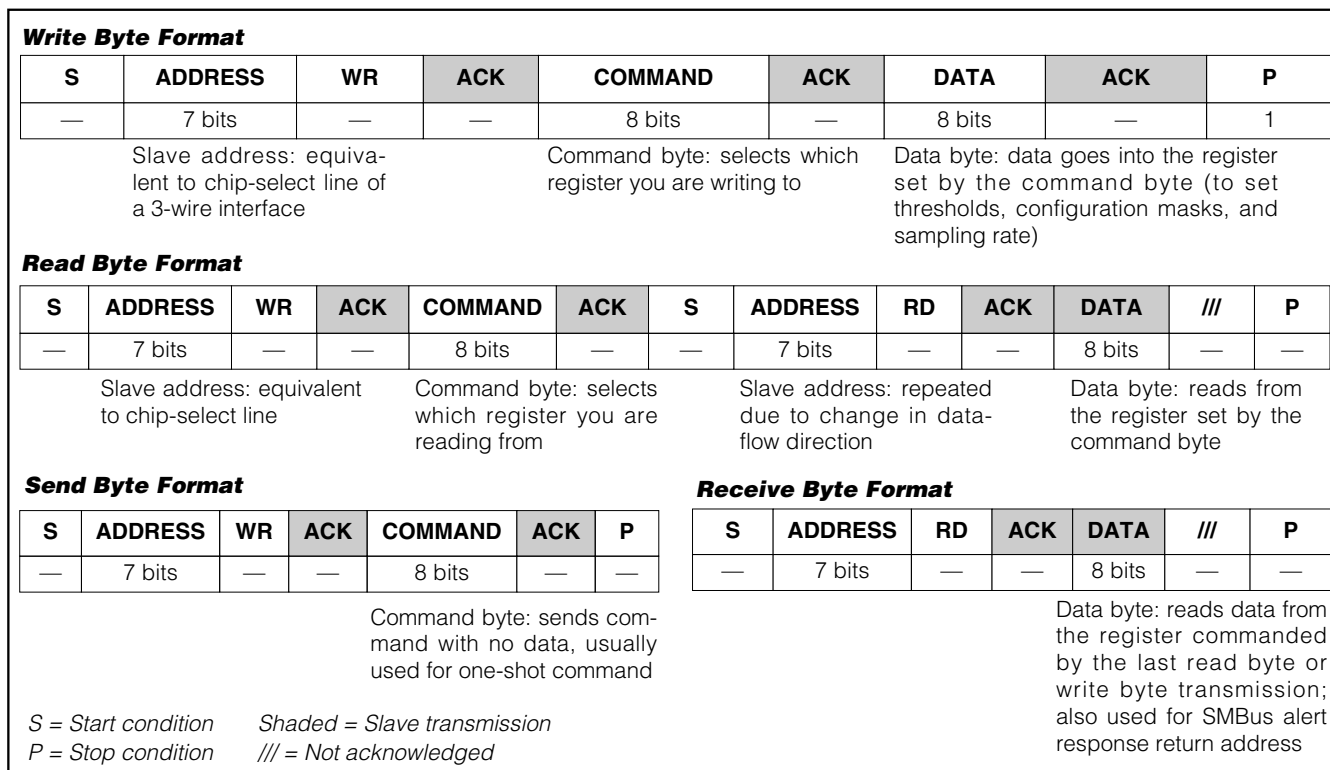 Write Byte Format
S ADDRESS WR ACK COMMAND ACK DATA ACK P
— 7 bits — — 8 bits — 8 bits — 1
Slave address: equiva-
lent to chip-select line of
a 3-wire interface
Command byte: selects which
register you are writing to
Data byte: data goes into the register
set by the command byte (to set
thresholds, configuration masks, and
sampling rate)
Read Byte Format
S ADDRESS WR ACK COMMAND ACK S ADDRESS RD ACK DATA /// P
— 7 bits — — 8 bits — — 7 bits — — 8 bits — —
Slave address: equivalent
to chip-select line
Command byte: selects
which register you are
reading from
Slave address: repeated
due to change in data-
flow direction
Data byte: reads from
the register set by the
command byte
Send Byte Format
S ADDRESS WR ACK COMMAND ACK P
— 7 bits — — 8 bits — —
Command byte: sends com-
mand with no data, usually
used for one-shot command
Receive Byte Format
S ADDRESS RD ACK DATA /// P
— 7 bits — — 8 bits — —
Data byte: reads data from
the register commanded
by the last read byte or
write byte transmission;
also used for SMBus alert
response return address
S = Start condition Shaded = Slave transmission
P = Stop condition /// = Not acknowledged